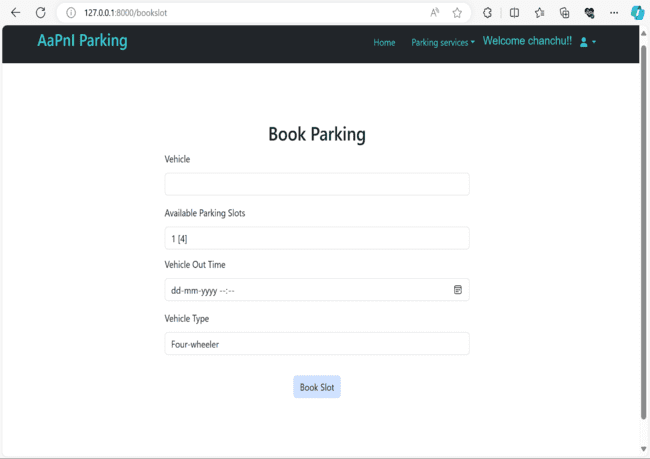 127.0.0.1:8000/bookslot
AaPnI Parking
Home
Parking services
Welcome chanchu!!
Book Parking
Vehicle
Available Parking Slots
1 [4]
Vehicle Out Time
dd-mm-yyyy --:--
Vehicle Type
Four-wheeler
Book Slot